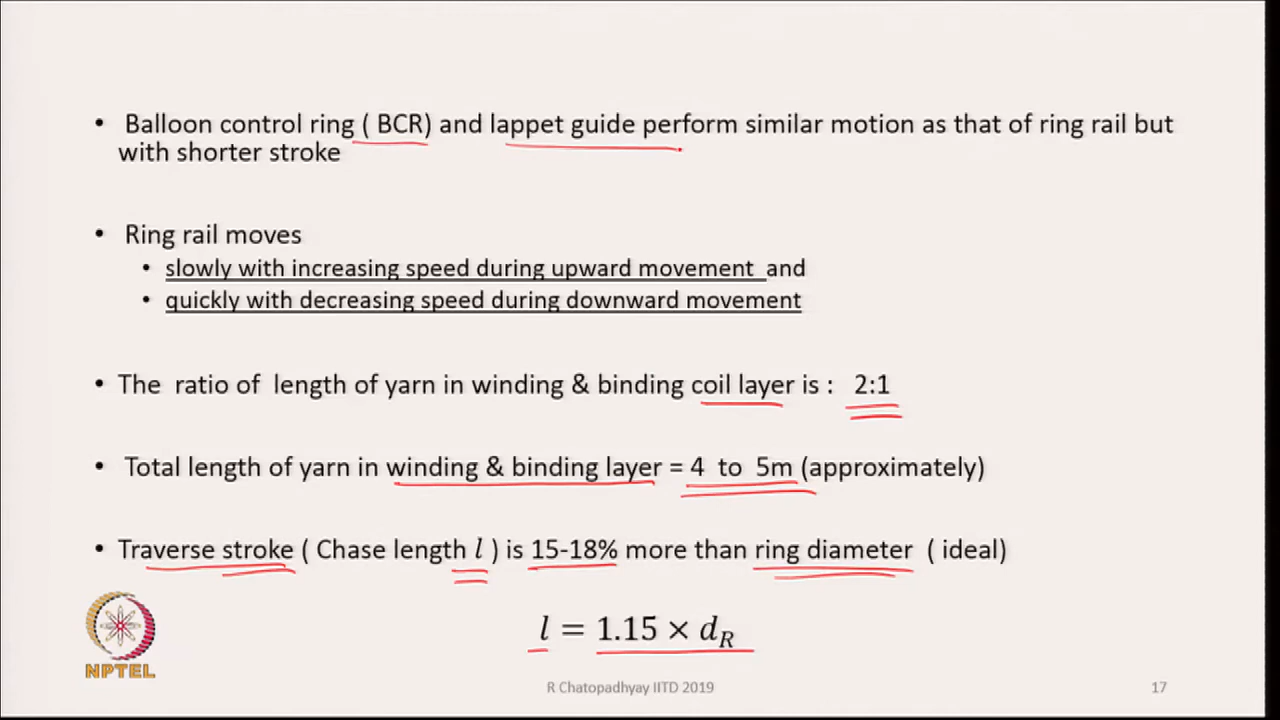 • Balloon control ring ( BCR) and lappet guide perform similar motion as that of ring rail but
with shorter stroke
• Ring rail moves
• slowly with increasing speed during upward movement and
• quickly with decreasing speed during downward movement
• The ratio of length of yarn in winding & binding coil layer is : 2:1
• Total length of yarn in winding & binding layer = 4 to 5m (approximately)
• Traverse stroke ( Chase length l ) is 15-18% more than ring diameter ( ideal)
l = 1.15 × d_R
NPTEL
R Chatopadhyay IITD 2019
17